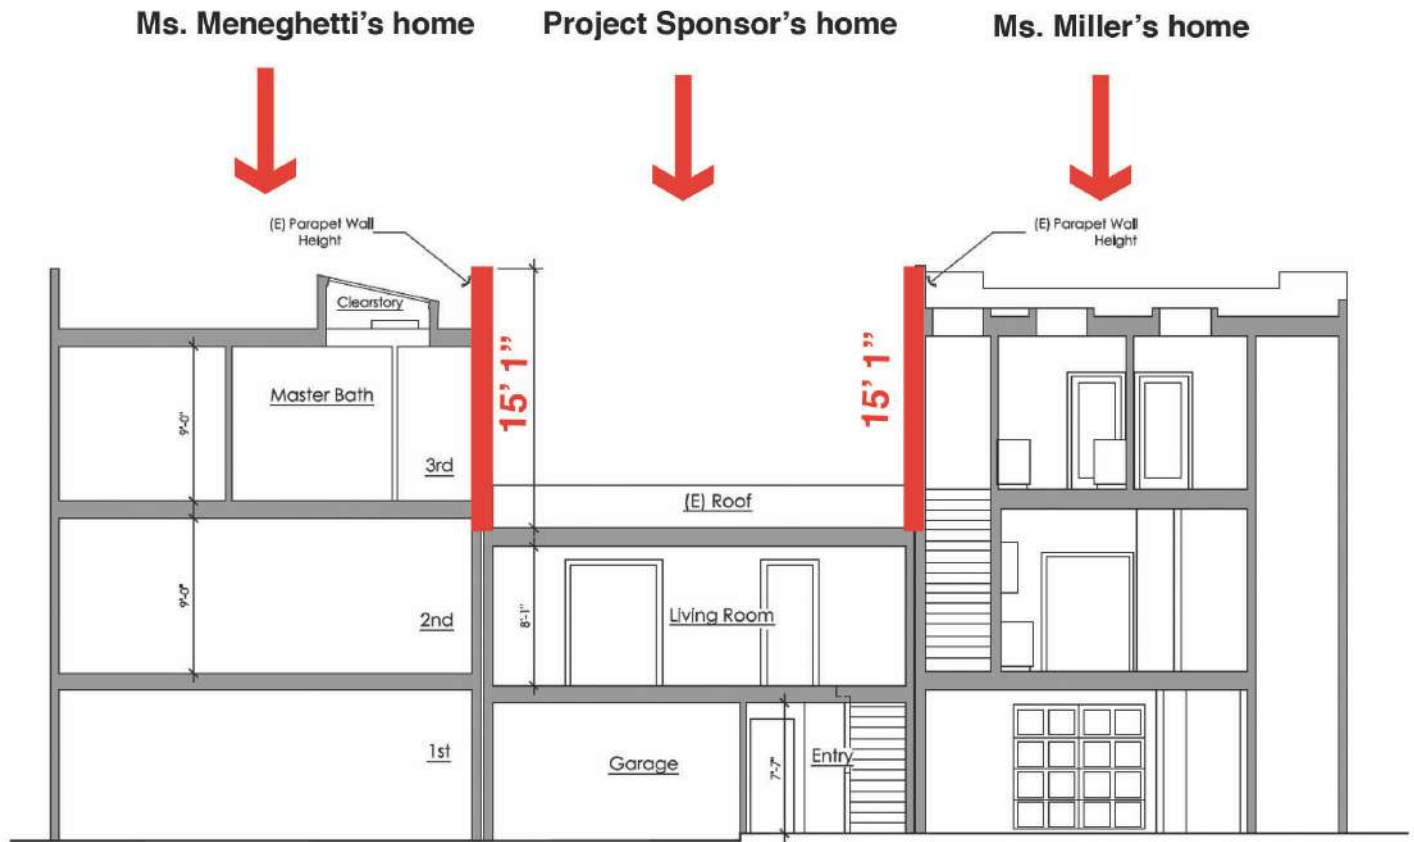 Ms. Meneghetti's home
Project Sponsor's home
Ms. Miller's home
(E) Parapet Wall
Height
(E) Parapet Wall
Height
Clearstory
15' 1”
15' 1”
Master Bath
9'-0"
3rd
(E) Roof
9'-0"
2nd
8'-1"
Living Room
1st
Garage
7'-7"
Entry